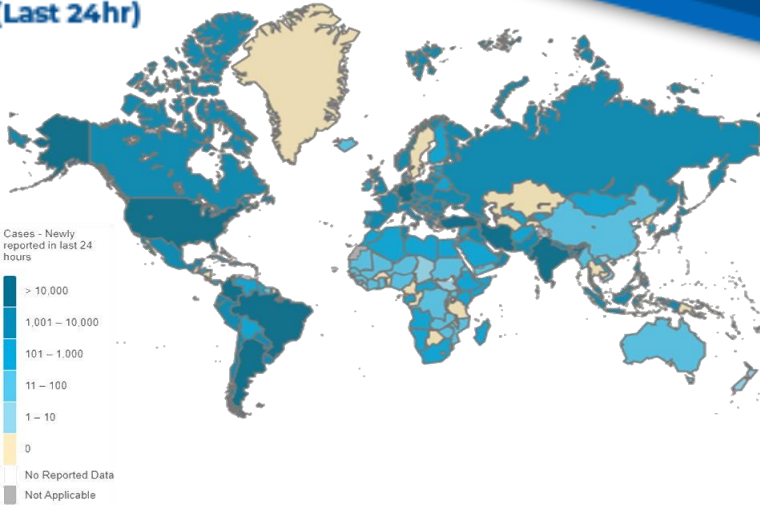 (Last 24hr)
Cases - Newly
reported in last 24
hours
> 10,000
1,001 – 10,000
101 – 1.000
11 – 100
1 – 10
0
No Reported Data
Not Applicable